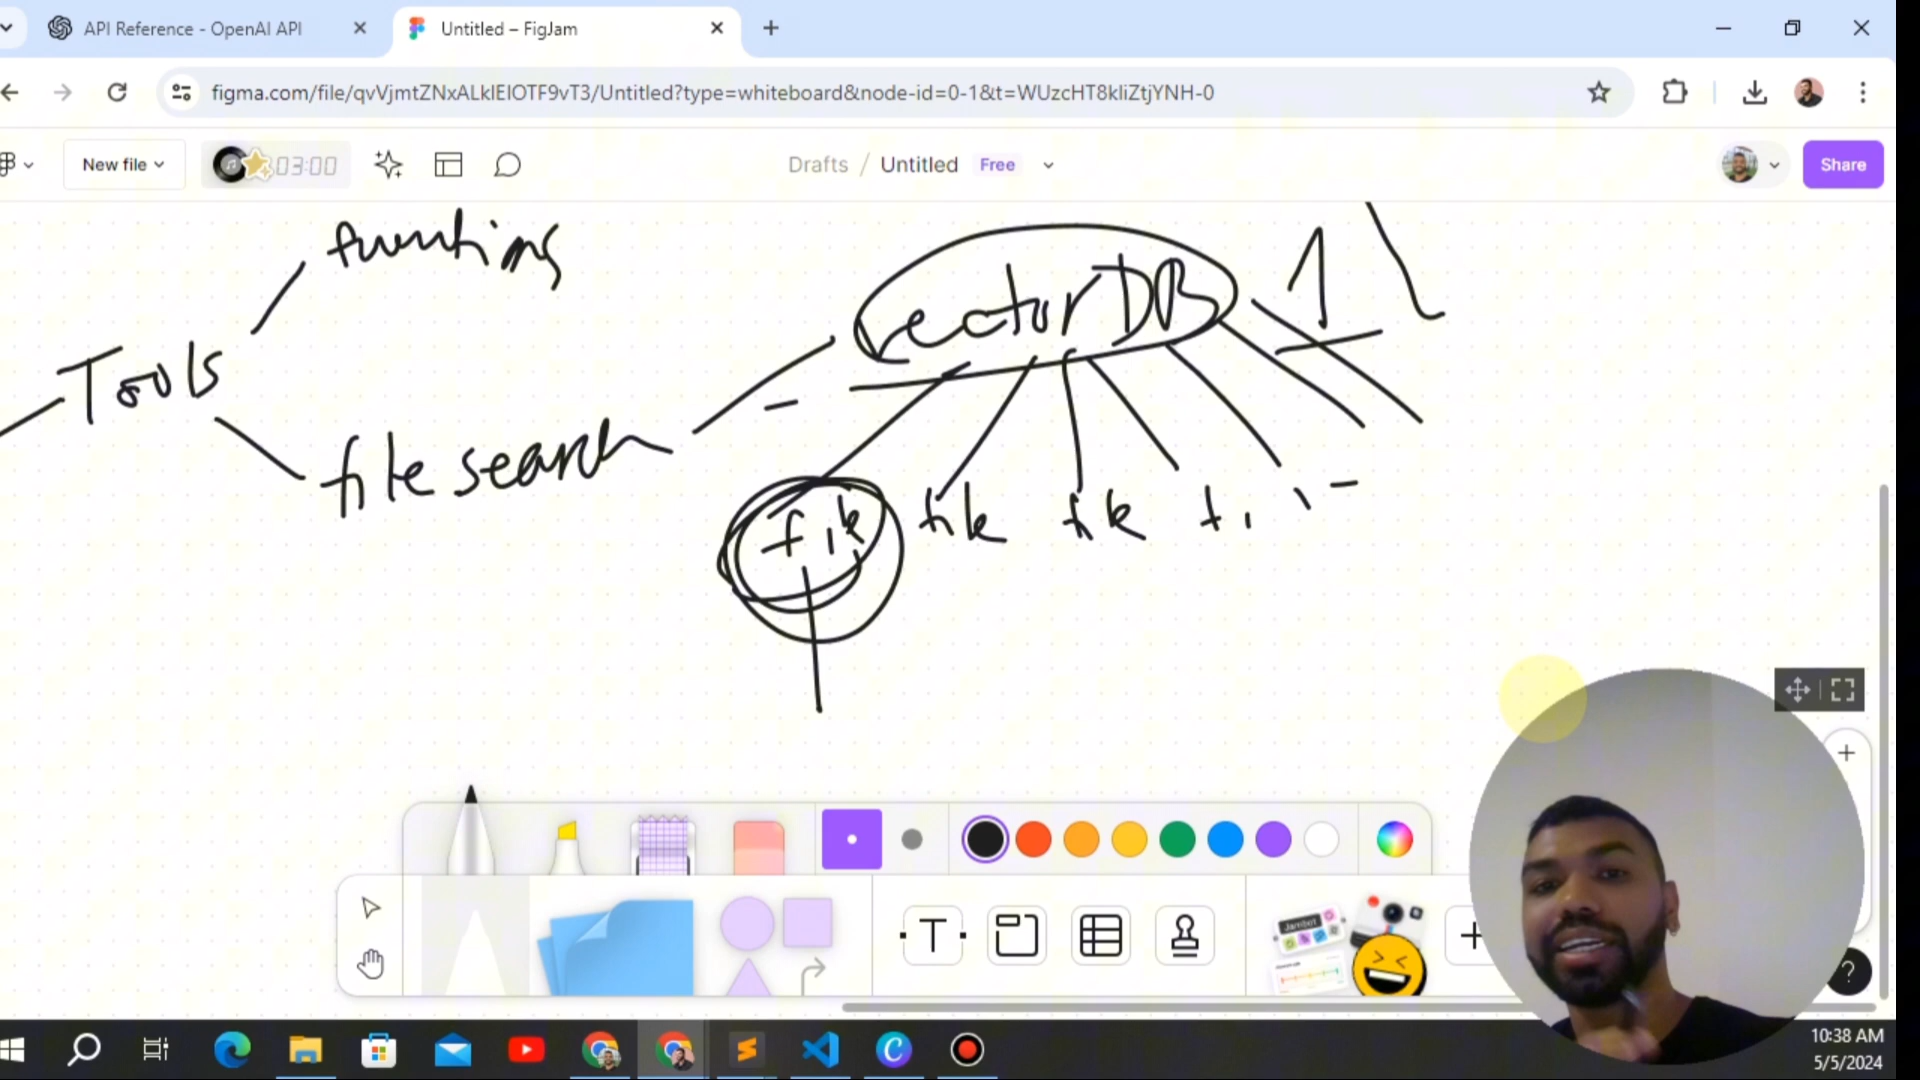 API Reference - OpenAI API
Untitled – FigJam
figma.com/file/qvVjmtZNxALkIEIOTF9vT3/Untitled?type=whiteboard&node-id=0-1&t=WUzcHT8kliZtjYNH-0
New file
03:00
Drafts / Untitled Free
Share
functions
vectorDB
1
Tools
file search
file file file f
T
Jambot
+
?
10:38 AM
5/5/2024